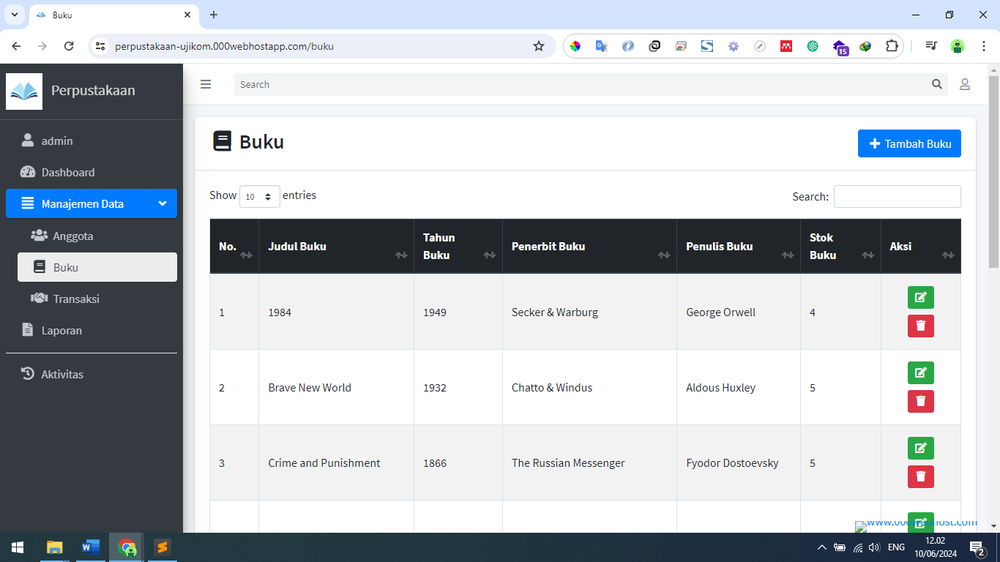 Buku
perpustakaan-ujikom.000webhostapp.com/buku
15
Perpustakaan
Search
admin
Dashboard
Manajemen Data
Anggota
Buku
Transaksi
Laporan
Aktivitas
Buku
Tambah Buku
Show 10 entries
Search:
No. Judul Buku Tahun Buku Penerbit Buku Penulis Buku Stok Buku Aksi
1 1984 1949 Secker & Warburg George Orwell 4
2 Brave New World 1932 Chatto & Windus Aldous Huxley 5
3 Crime and Punishment 1866 The Russian Messenger Fyodor Dostoevsky 5
www.000webhost.com
ENG
12.02
10/06/2024
2